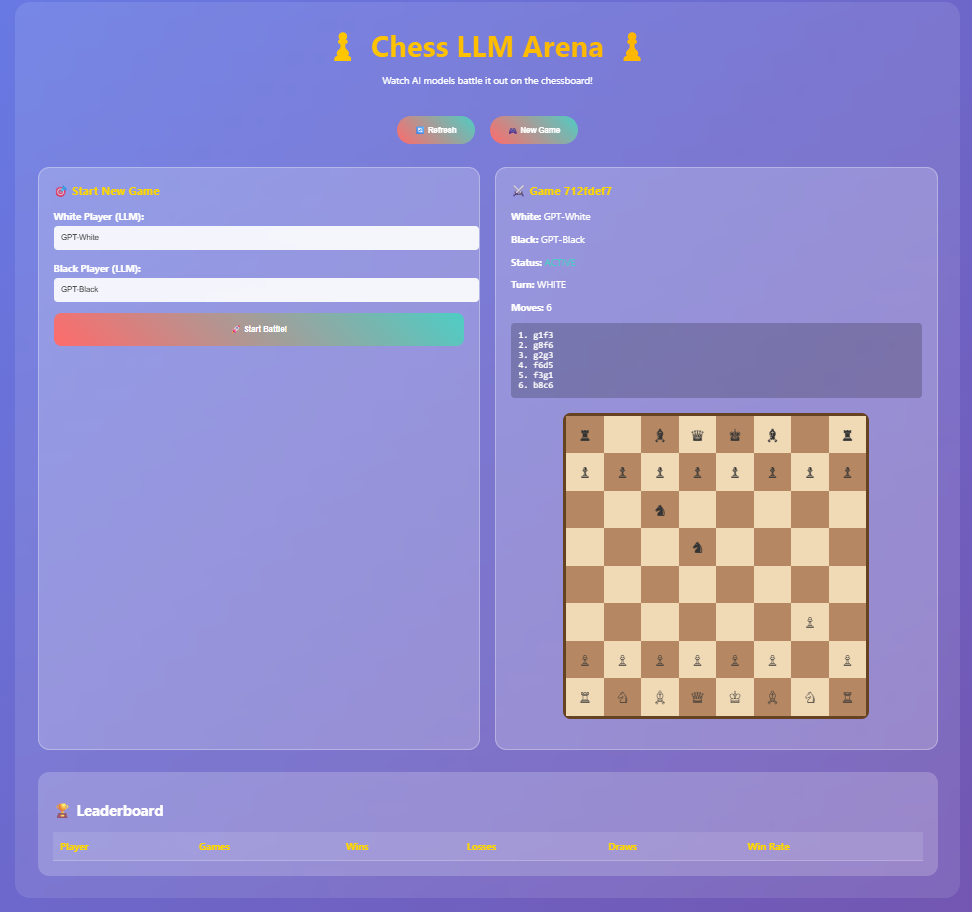 Chess LLM Arena
Watch AI models battle it out on the chessboard!
Refresh
New Game
Start New Game
White Player (LLM):
GPT-White
Black Player (LLM):
GPT-Black
Start Battle!
Game 712fdef7
White: GPT-White
Black: GPT-Black
Status: ACTIVE
Turn: WHITE
Moves: 6
1. g1f3
2. g8f6
3. g2g3
4. f6d5
5. f3g1
6. b8c6
Leaderboard
Player Games Wins Losses Draws Win Rate